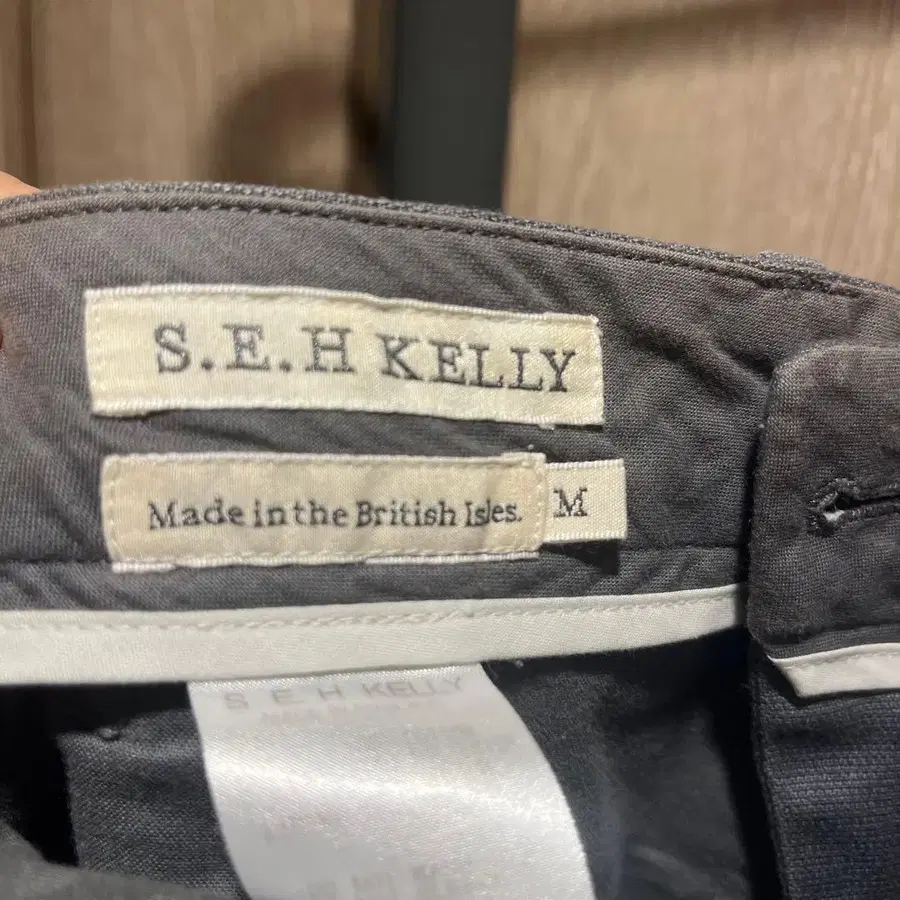 S.E.H KELLY
Made in the British Isles.
M
S E H KELLY